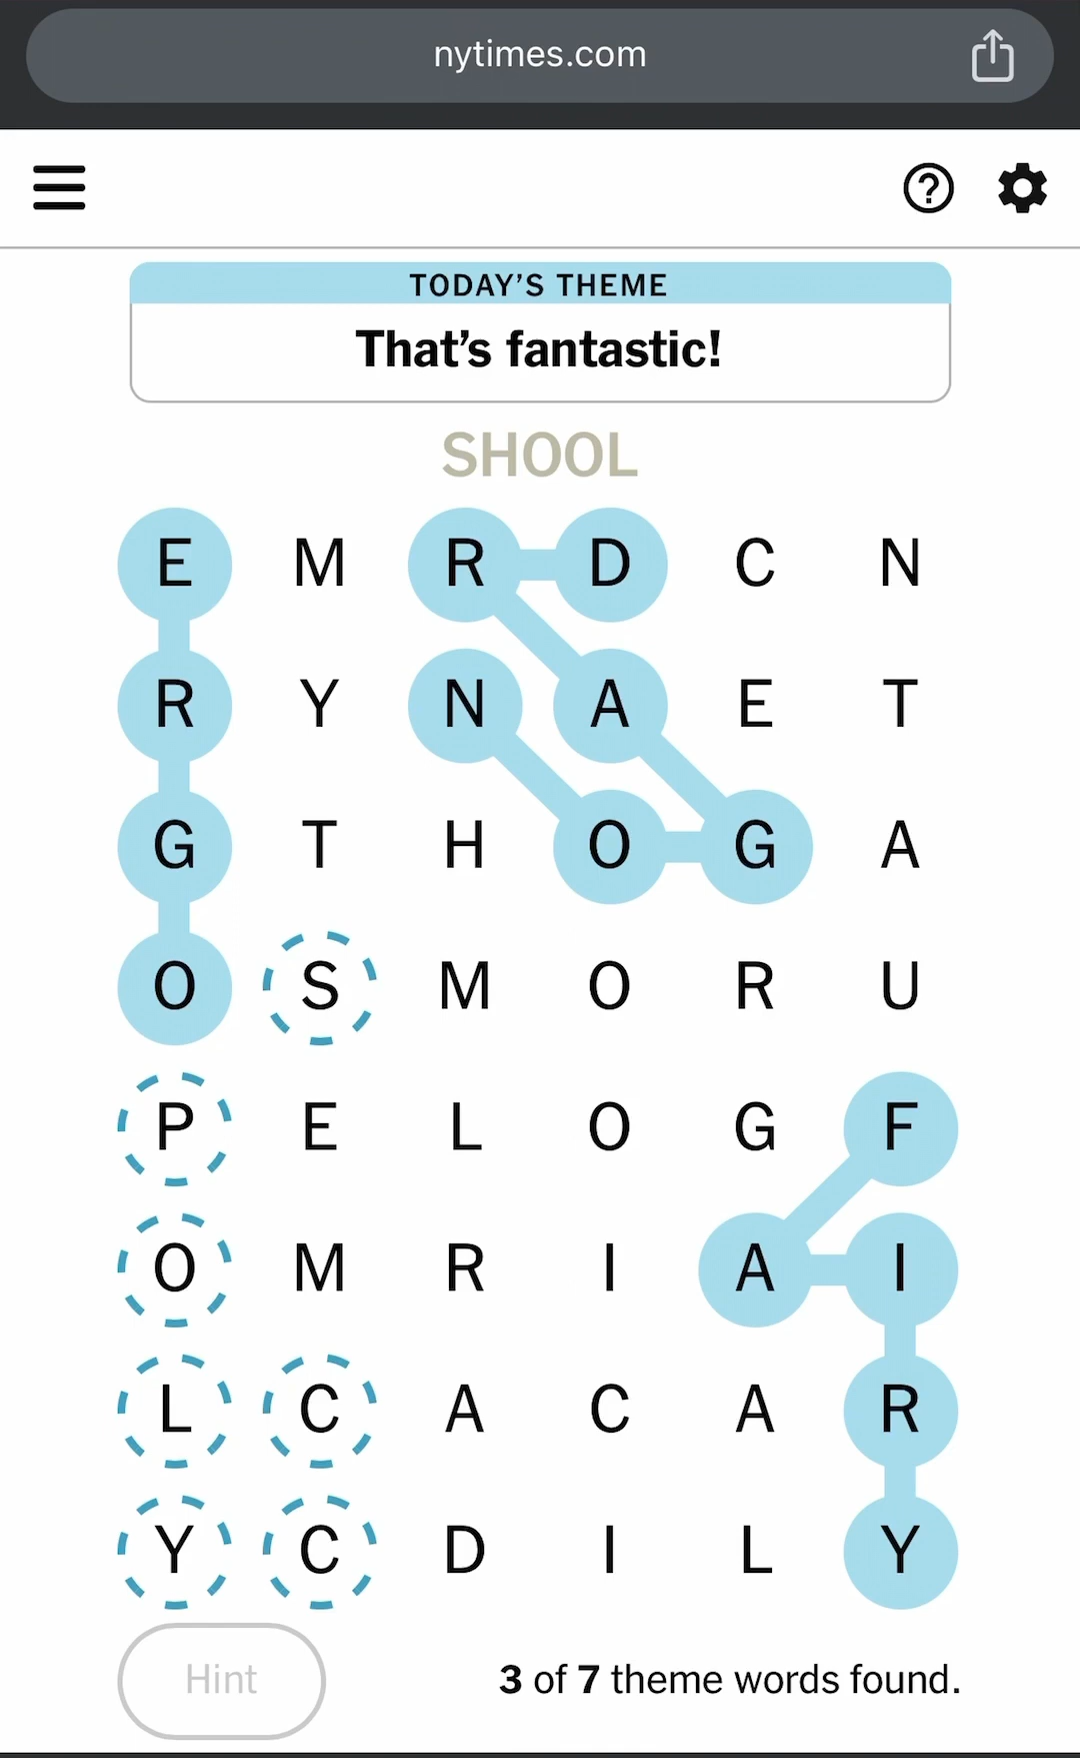 nytimes.com
TODAY’S THEME
That’s fantastic!
SHOOL
E M R D C N
R Y N A E T
G T H O G A
O S M O R U
P E L O G F
O M R I A I
L C A C A R
Y C D I L Y
Hint
3 of 7 theme words found.